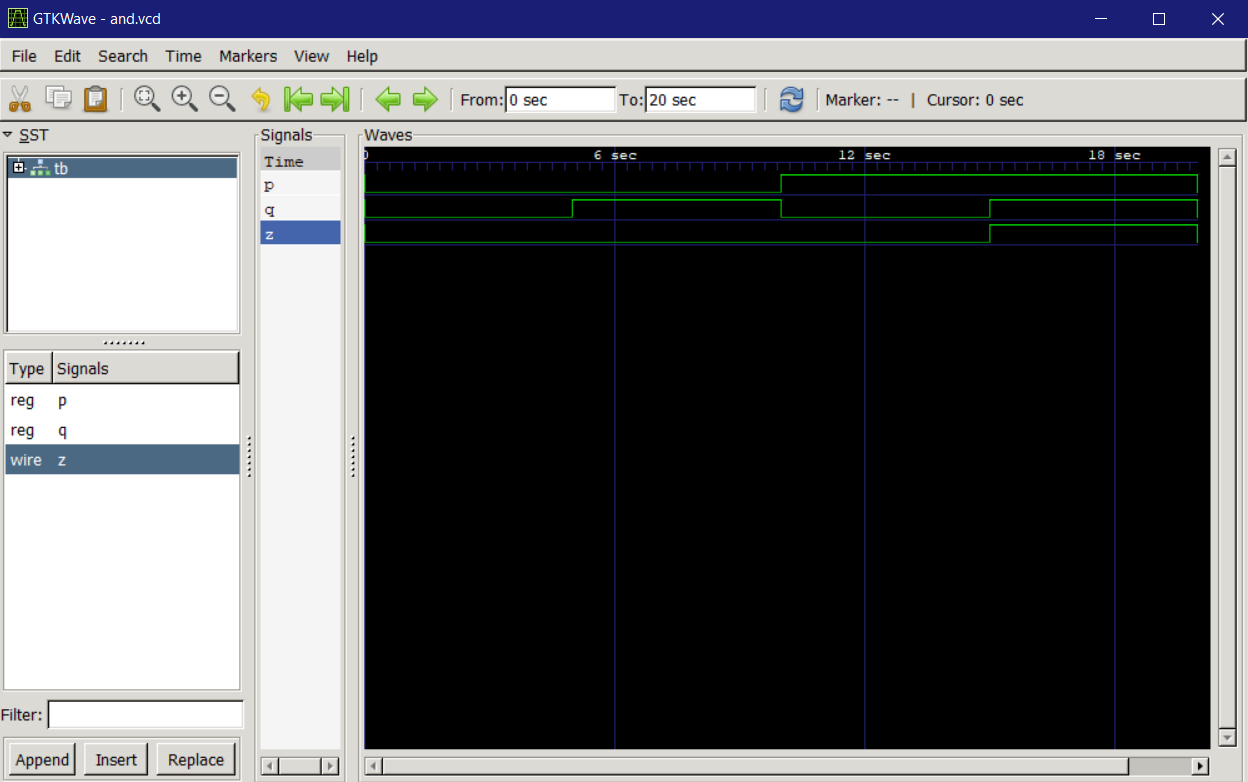 GTKWave - and.vcd
File Edit Search Time Markers View Help
From: 0 sec To: 20 sec Marker: -- | Cursor: 0 sec
SST
tb
Type Signals
reg p
reg q
wire z
Filter:
Append Insert Replace
Signals
Time
p
q
z
Waves
0 6 sec 12 sec 18 sec